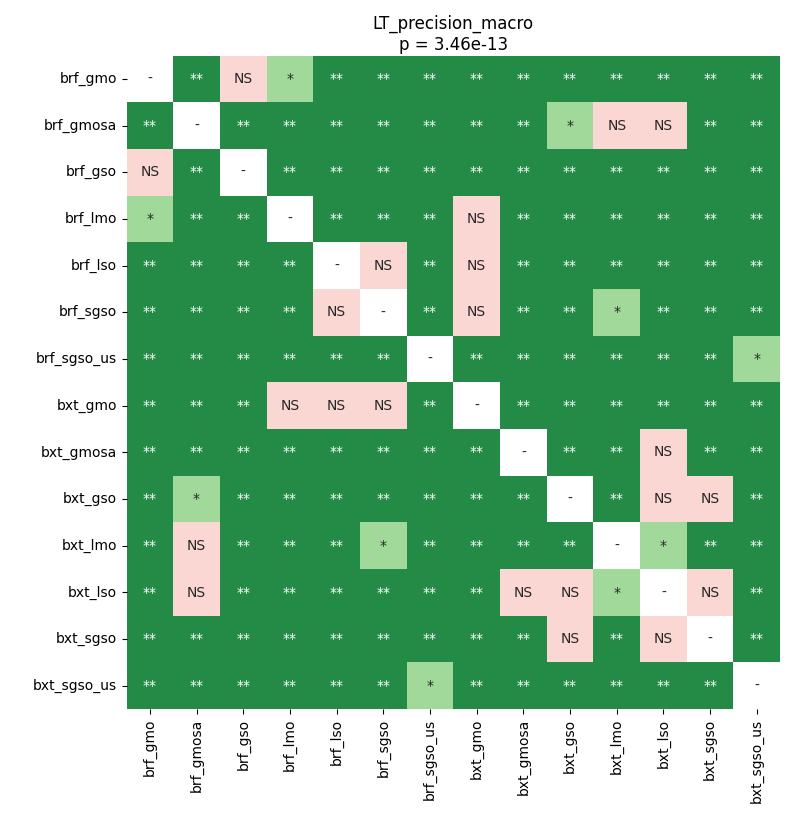 LT_precision_macro
p = 3.46e-13
brf_gmo - ** NS * ** ** ** ** ** ** ** ** ** **
brf_gmosa ** - ** ** ** ** ** ** ** * NS NS ** **
brf_gso NS ** - ** ** ** ** ** ** ** ** ** ** **
brf_lmo * ** ** - ** ** ** NS ** ** ** ** ** **
brf_lso ** ** ** ** - NS ** NS ** ** ** ** ** **
brf_sgso ** ** ** ** NS - ** NS ** ** * ** ** **
brf_sgso_us ** ** ** ** ** ** - ** ** ** ** ** ** *
bxt_gmo ** ** ** NS NS NS ** - ** ** ** ** ** **
bxt_gmosa ** ** ** ** ** ** ** ** - ** ** NS ** **
bxt_gso ** * ** ** ** ** ** ** ** - ** NS NS **
bxt_lmo ** NS ** ** ** * ** ** ** ** - * ** **
bxt_lso ** NS ** ** ** ** ** ** NS NS * - NS **
bxt_sgso ** ** ** ** ** ** ** ** ** NS ** NS - **
bxt_sgso_us ** ** ** ** ** ** * ** ** ** ** ** ** -
brf_gmo brf_gmosa brf_gso brf_lmo brf_lso brf_sgso brf_sgso_us bxt_gmo bxt_gmosa bxt_gso bxt_lmo bxt_lso bxt_sgso bxt_sgso_us